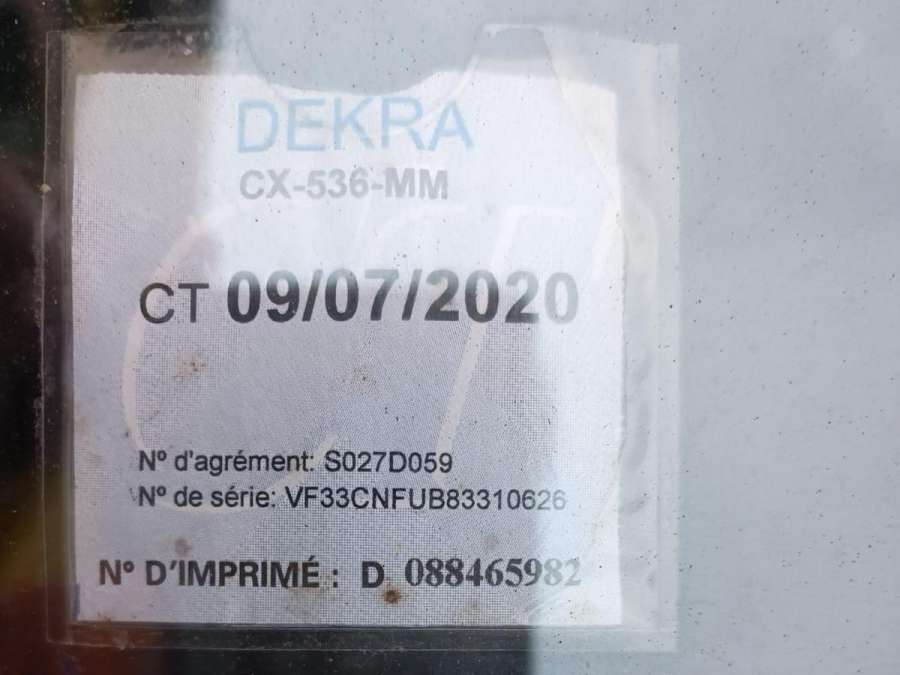 DEKRA
CX-536-MM
CT 09/07/2020
N° d'agrément: S027D059
N° de série: VF33CNFUB83310626
N° D'IMPRIMÉ : D 088465982